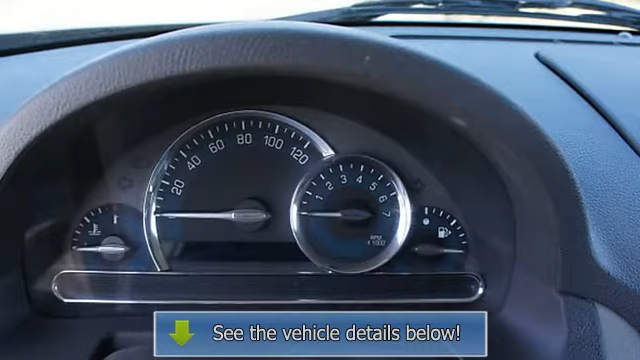 20 40 60 80 100 120
1 2 3 4 5 6 7
RPM
x 1000
See the vehicle details below!